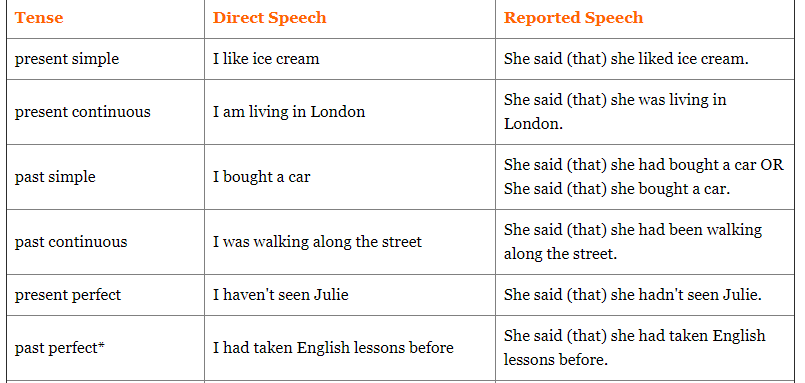 Tense Direct Speech Reported Speech
present simple I like ice cream She said (that) she liked ice cream.
present continuous I am living in London She said (that) she was living in
London.
past simple I bought a car She said (that) she had bought a car OR
She said (that) she bought a car.
past continuous I was walking along the street She said (that) she had been walking
along the street.
present perfect I haven't seen Julie She said (that) she hadn't seen Julie.
past perfect* I had taken English lessons before She said (that) she had taken English
lessons before.